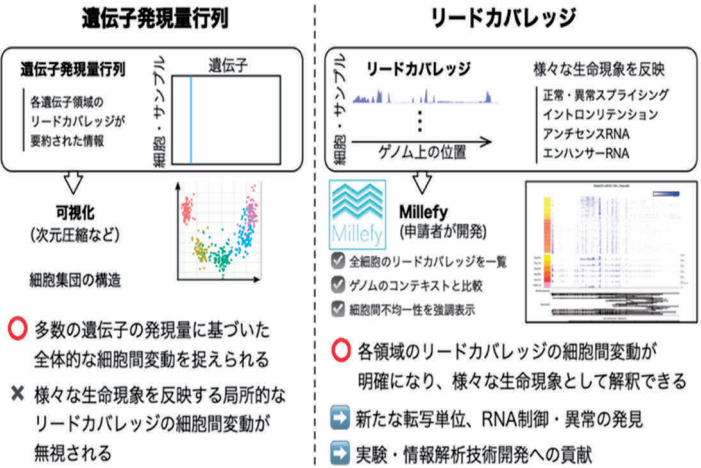 遺伝子発現量行列
遺伝子発現量行列
各遺伝子領域の
リードカバレッジが
要約された情報
遺伝子
細胞・サンプル
可視化
(次元圧縮など)
細胞集団の構造
多数の遺伝子の発現量に基づいた
全体的な細胞間変動を捉えられる
様々な生命現象を反映する局所的な
リードカバレッジの細胞間変動が
無視される
リードカバレッジ
細胞・サンプル
リードカバレッジ
ゲノム上の位置
様々な生命現象を反映
正常・異常スプライシング
イントロンリテンション
アンチセンスRNA
エンハンサーRNA
Millefy
Millefy
(申請者が開発)
全細胞のリードカバレッジを一覧
ゲノムのコンテキストと比較
細胞間不均一性を強調表示
各領域のリードカバレッジの細胞間変動が
明確になり、様々な生命現象として解釈できる
新たな転写単位、RNA制御・異常の発見
実験・情報解析技術開発への貢献